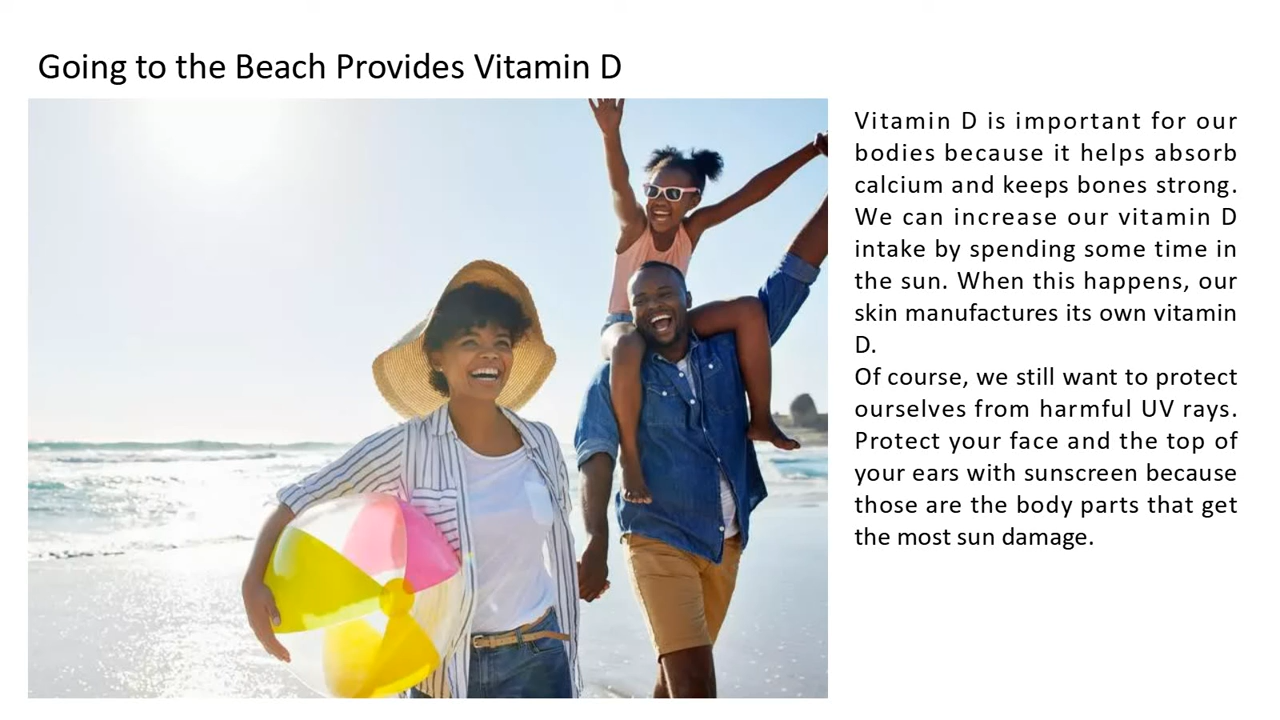 Going to the Beach Provides Vitamin D
Vitamin D is important for our
bodies because it helps absorb
calcium and keeps bones strong.
We can increase our vitamin D
intake by spending some time in
the sun. When this happens, our
skin manufactures its own vitamin
D.
Of course, we still want to protect
ourselves from harmful UV rays.
Protect your face and the top of
your ears with sunscreen because
those are the body parts that get
the most sun damage.